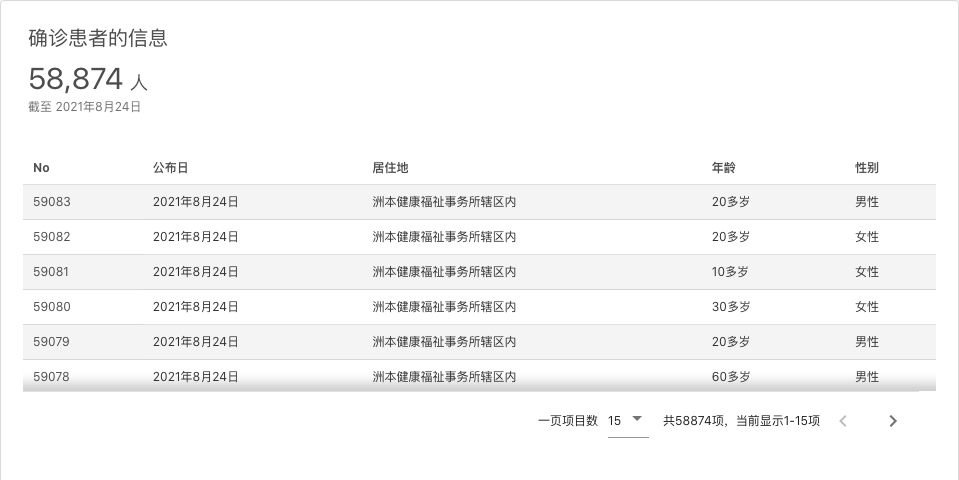 确诊患者的信息
58,874 人
截至 2021年8月24日
No 公布日 居住地 年龄 性别
59083 2021年8月24日 洲本健康福祉事务所辖区内 20多岁 男性
59082 2021年8月24日 洲本健康福祉事务所辖区内 20多岁 女性
59081 2021年8月24日 洲本健康福祉事务所辖区内 10多岁 女性
59080 2021年8月24日 洲本健康福祉事务所辖区内 30多岁 女性
59079 2021年8月24日 洲本健康福祉事务所辖区内 20多岁 男性
59078 2021年8月24日 洲本健康福祉事务所辖区内 60多岁 男性
一页项目数 15 共58874项，当前显示1-15项